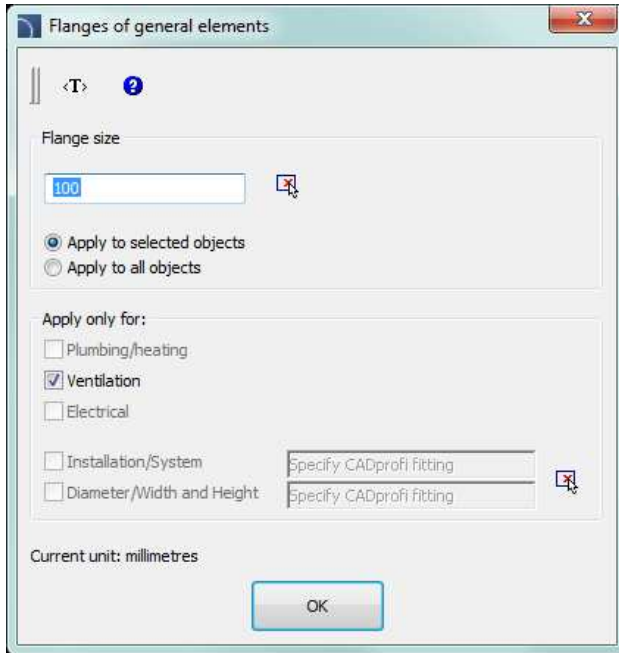 Flanges of general elements
<T>
Flange size
100
Apply to selected objects
Apply to all objects
Apply only for:
Plumbing/heating
Ventilation
Electrical
Installation/System Specify CADprofi fitting
Diameter/Width and Height Specify CADprofi fitting
Current unit: millimetres
OK